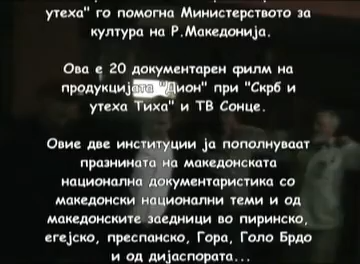 утеха" го помогна Министерството за
култура на Р.Македонија.
Ова е 20 документарен филм на
продукцијата "Дион" при "Скрб и
утеха Тиха" и ТВ Сонце.
Овие две институции ја пополнуваат
празнината на македонската
национална документаристика со
македонски национални теми и од
македонските заедници во пиринско,
егејско, преспанско, Гора, Голо Брдо
и од дијаспората...